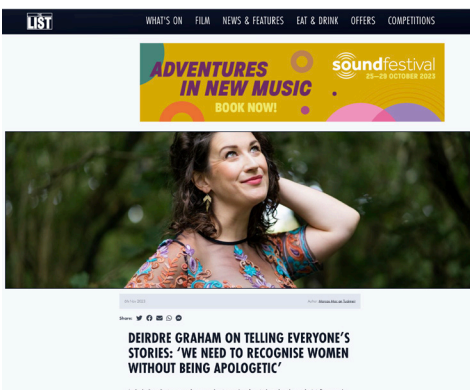 THE LIST
WHAT'S ON FILM NEWS & FEATURES EAT & DRINK OFFERS COMPETITIONS
ADVENTURES
IN NEW MUSIC
BOOK NOW!
soundfestival
25–29 OCTOBER 2023
Share:
DEIRDRE GRAHAM ON TELLING EVERYONE'S
STORIES: 'WE NEED TO RECOGNISE WOMEN
WITHOUT BEING APOLOGETIC'